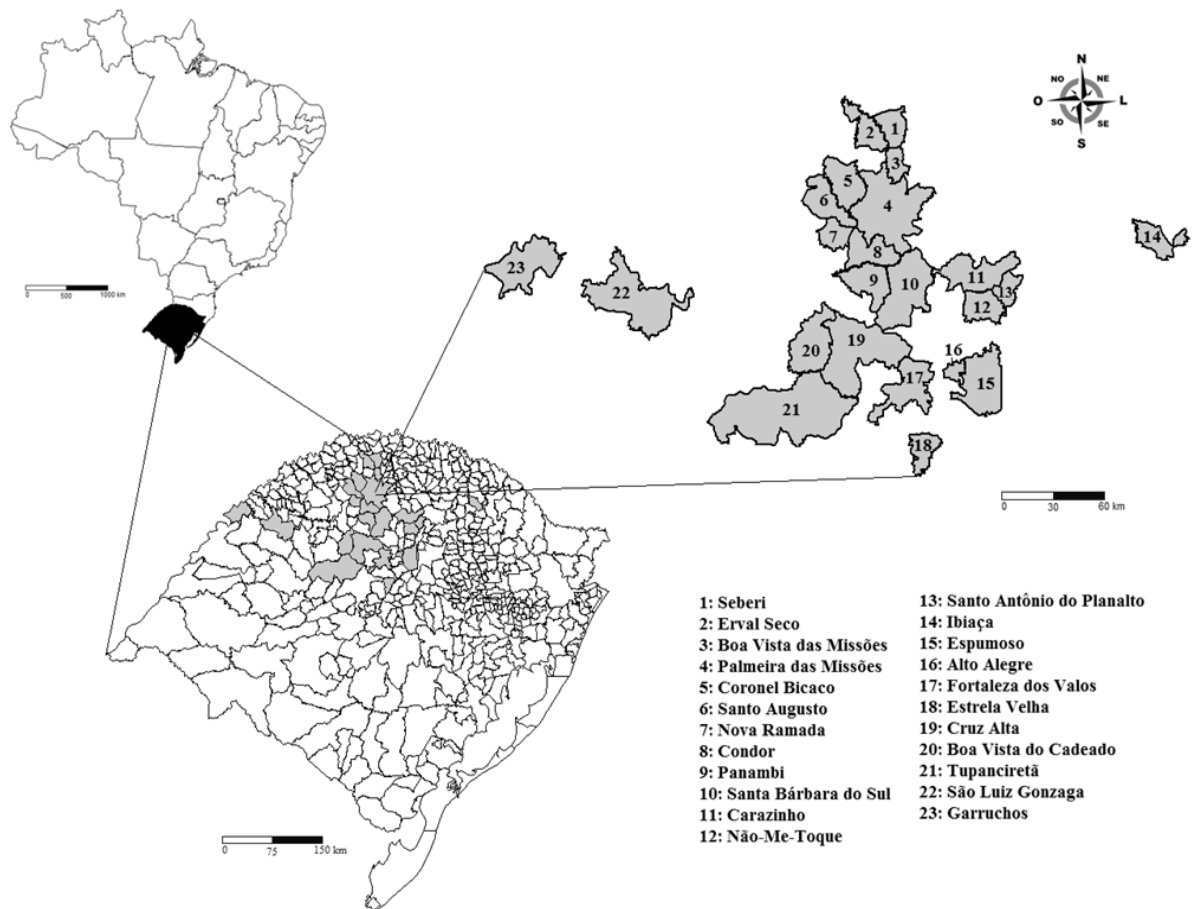 N
NO NE
O L
SO SE
S
0 500 1000 km
1
2
3
4
5
6
7
8
9
10
11
12
13
14
15
16
17
18
19
20
21
22
23
0 30 60 km
0 75 150 km
1: Seberi
2: Erval Seco
3: Boa Vista das Missões
4: Palmeira das Missões
5: Coronel Bicaco
6: Santo Augusto
7: Nova Ramada
8: Condor
9: Panambi
10: Santa Bárbara do Sul
11: Carazinho
12: Não-Me-Toque
13: Santo Antônio do Planalto
14: Ibiaça
15: Espumoso
16: Alto Alegre
17: Fortaleza dos Valos
18: Estrela Velha
19: Cruz Alta
20: Boa Vista do Cadeado
21: Tupanciretã
22: São Luiz Gonzaga
23: Garruchos